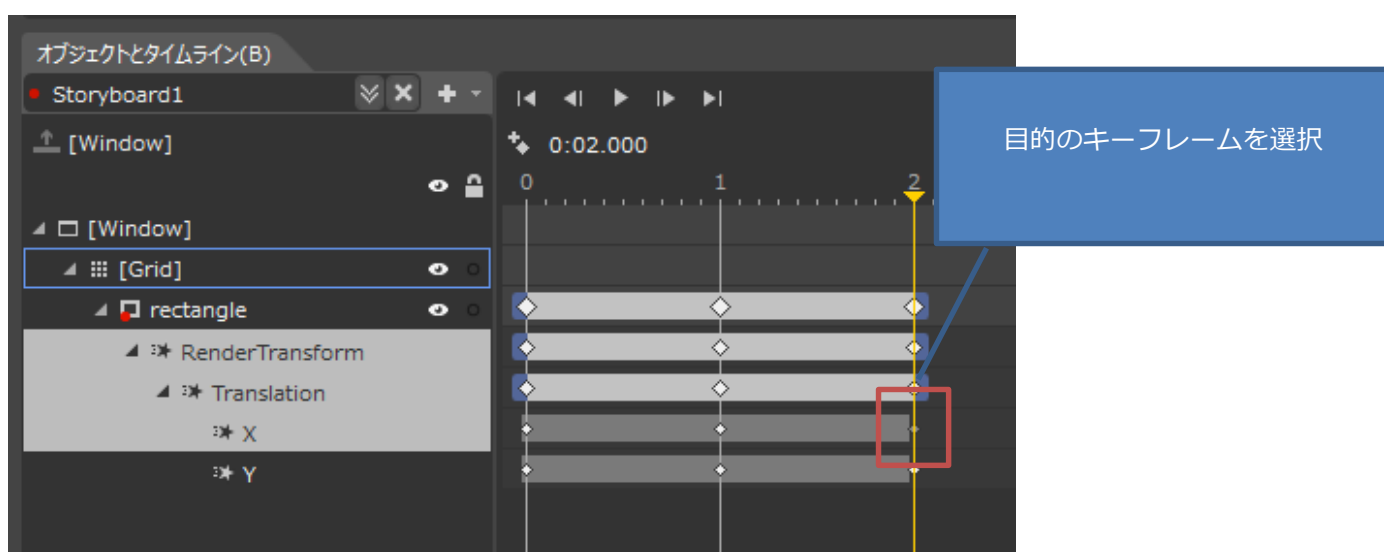 オブジェクトとタイムライン(B)
Storyboard1
[Window]
0:02.000
目的のキーフレームを選択
0 1 2
[Window]
[Grid]
rectangle
RenderTransform
Translation
X
Y